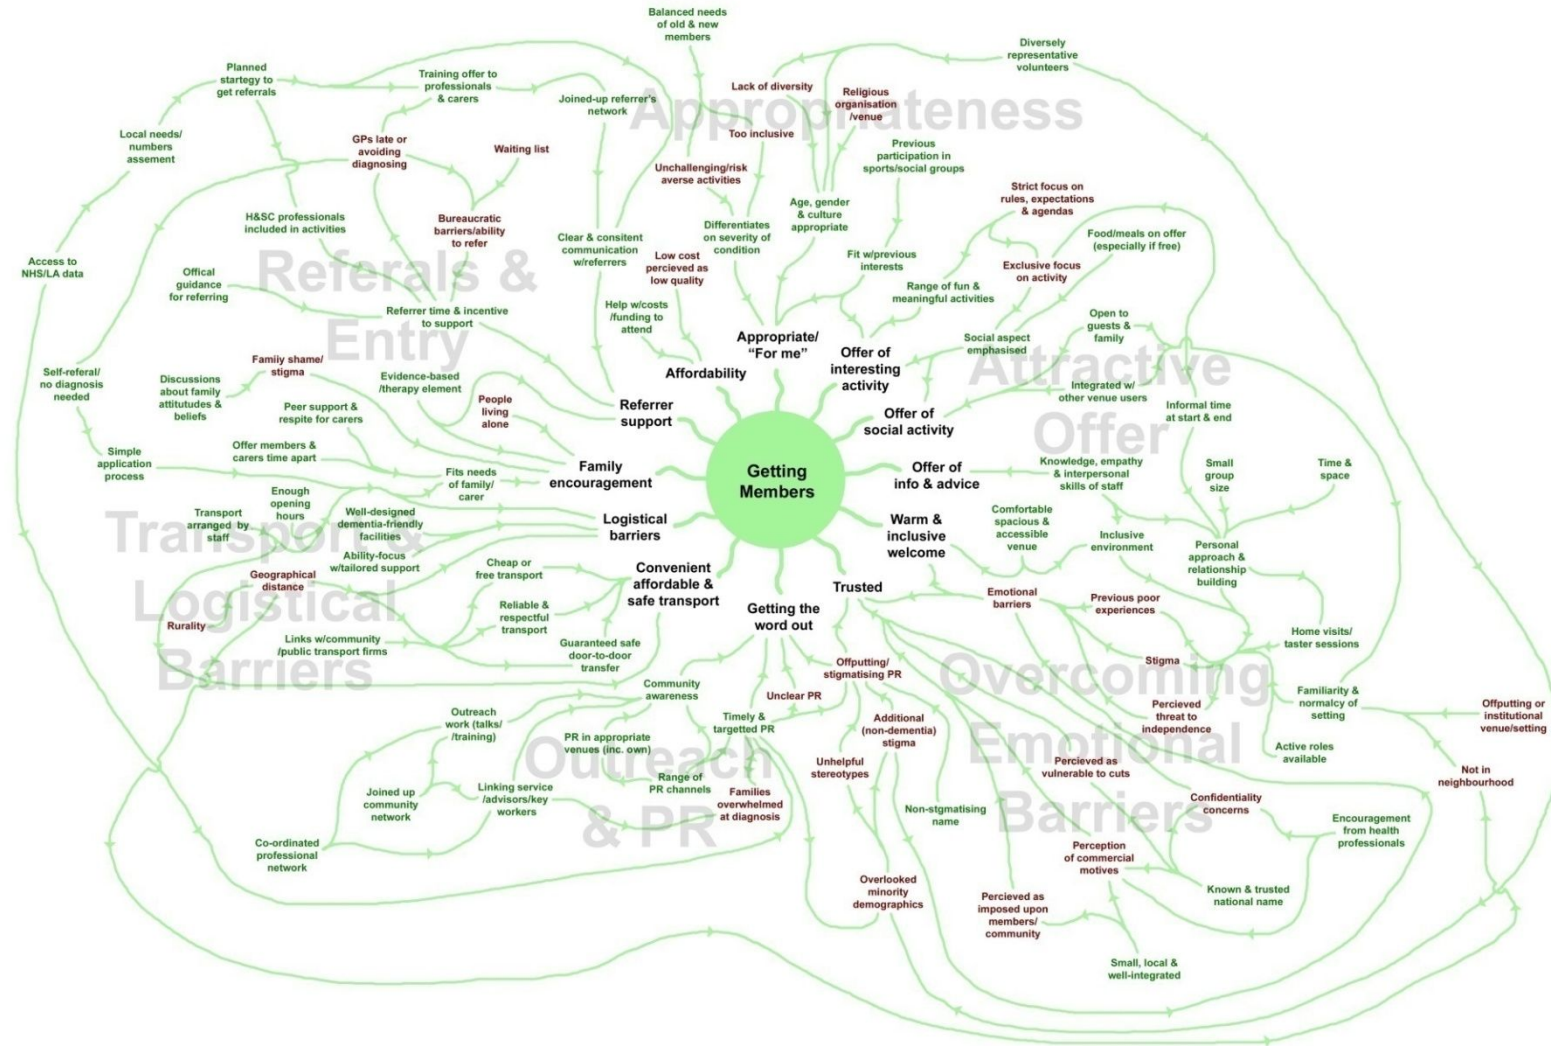 Balanced needs
of old & new
members
Diversely
representative
volunteers
Planned
startegy to
get referrals
Training offer to
professionals
& carers
Joined-up referrer's
network
Lack of diversity
Religious
organisation
/venue
Appropriateness
Too inclusive
Local needs/
numbers
assement
GPs late or
avoiding
diagnosing
Waiting list
Unchallenging/risk
averse activities
Previous
participation in
sports/social groups
Strict focus on
rules, expectations
& agendas
H&SC professionals
included in activities
Bureaucratic
barriers/ability
to refer
Clear & consitent
communication
w/referrers
Differentiates
on severity of
condition
Age, gender
& culture
appropriate
Food/meals on offer
(especially if free)
Access to
NHS/LA data
Referals &
Entry
Offical
guidance
for referring
Low cost
percieved as
low quality
Fit w/previous
interests
Exclusive focus
on activity
Range of fun &
meaningful activities
Referrer time & incentive
to support
Help w/costs
/funding to
attend
Open to
guests &
family
Appropriate/
“For me”
Offer of
interesting
activity
Social aspect
emphasised
Attractive
Offer
Family shame/
stigma
Affordability
Self-referal/
no diagnosis
needed
Discussions
about family
attitutudes &
beliefs
Evidence-based
/therapy element
People
living
alone
Referrer
support
Offer of
social activity
Integrated w/
other venue users
Informal time
at start & end
Peer support &
respite for carers
Offer members &
carers time apart
Simple
application
process
Fits needs
of family/
carer
Family
encouragement
Getting
Members
Offer of
info & advice
Knowledge, empathy
& interpersonal
skills of staff
Small
group
size
Time &
space
Enough
opening
hours
Transport
arranged by
staff
Well-designed
dementia-friendly
facilities
Logistical
barriers
Warm &
inclusive
welcome
Comfortable
spacious &
accessible
venue
Inclusive
environment
Personal
approach &
relationship
building
Transport &
Logistical
Barriers
Ability-focus
w/tailored support
Geographical
distance
Cheap or
free transport
Convenient
affordable &
safe transport
Trusted
Emotional
barriers
Previous poor
experiences
Rurality
Reliable &
respectful
transport
Getting the
word out
Links w/community
/public transport firms
Guaranteed safe
door-to-door
transfer
Home visits/
taster sessions
Offputting/
stigmatising PR
Stigma
Overcoming
Emotional
Barriers
Community
awareness
Unclear PR
Familiarity &
normalcy of
setting
Offputting or
institutional
venue/setting
Percieved
threat to
independence
Outreach
& PR
Outreach
work (talks/
/training)
Timely &
targetted PR
Additional
(non-dementia)
stigma
PR in appropriate
venues (inc. own)
Active roles
available
Unhelpful
stereotypes
Percieved as
vulnerable to cuts
Not in
neighbourhood
Joined up
community
network
Linking service
/advisors/key
workers
Range of
PR channels
Families
overwhelmed
at diagnosis
Non-stgmatising
name
Confidentiality
concerns
Encouragement
from health
professionals
Co-ordinated
professional
network
Perception
of commercial
motives
Overlooked
minority
demographics
Percieved as
imposed upon
members/
community
Known & trusted
national name
Small, local &
well-integrated